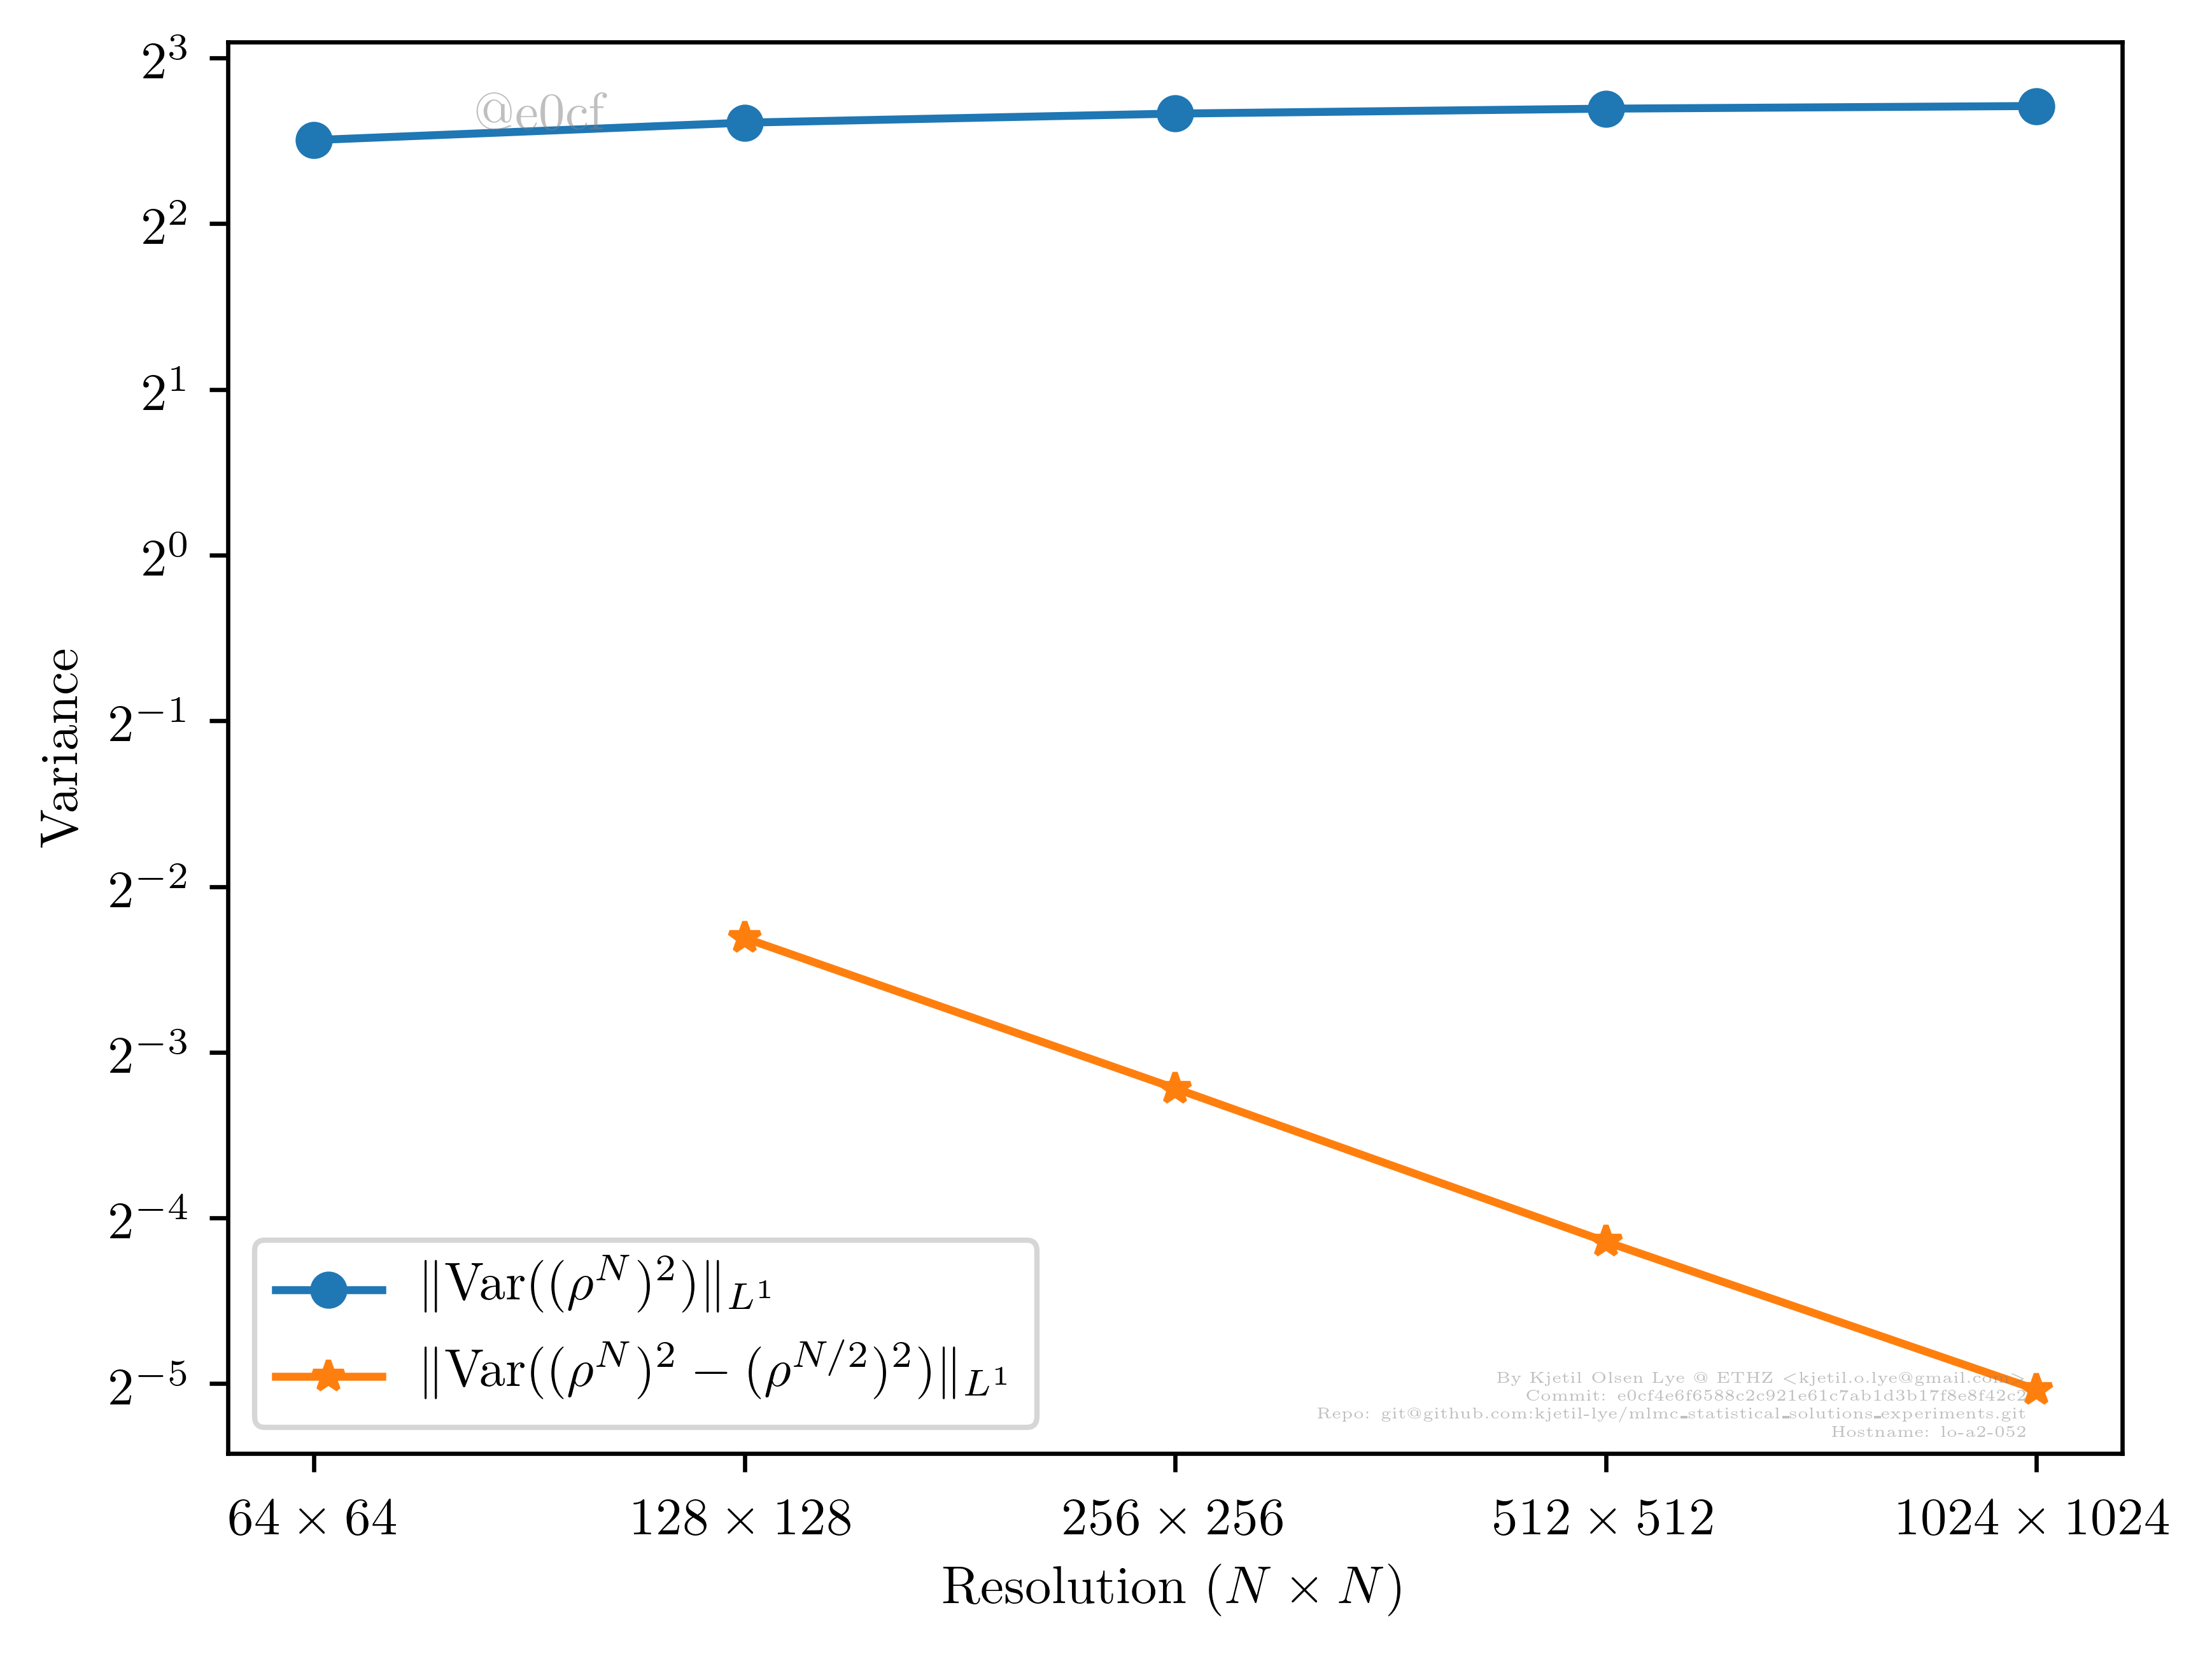 @e0cf
2^3
2^2
2^1
2^0
2^{-1}
2^{-2}
2^{-3}
2^{-4}
2^{-5}
Variance
‖Var((ρ^N)^2)‖_{L^1}
‖Var((ρ^N)^2 − (ρ^{N/2})^2)‖_{L^1}
By Kjetil Olsen Lye @ ETHZ <kjetil.o.lye@gmail.com>
Commit: e0cf4e6f6588c2c921e61c7ab1d3b17f8e8f42c2
Repo: git@github.com:kjetil-lye/mlmc_statistical_solutions_experiments.git
Hostname: lo-a2-052
64 × 64 128 × 128 256 × 256 512 × 512 1024 × 1024
Resolution (N × N)